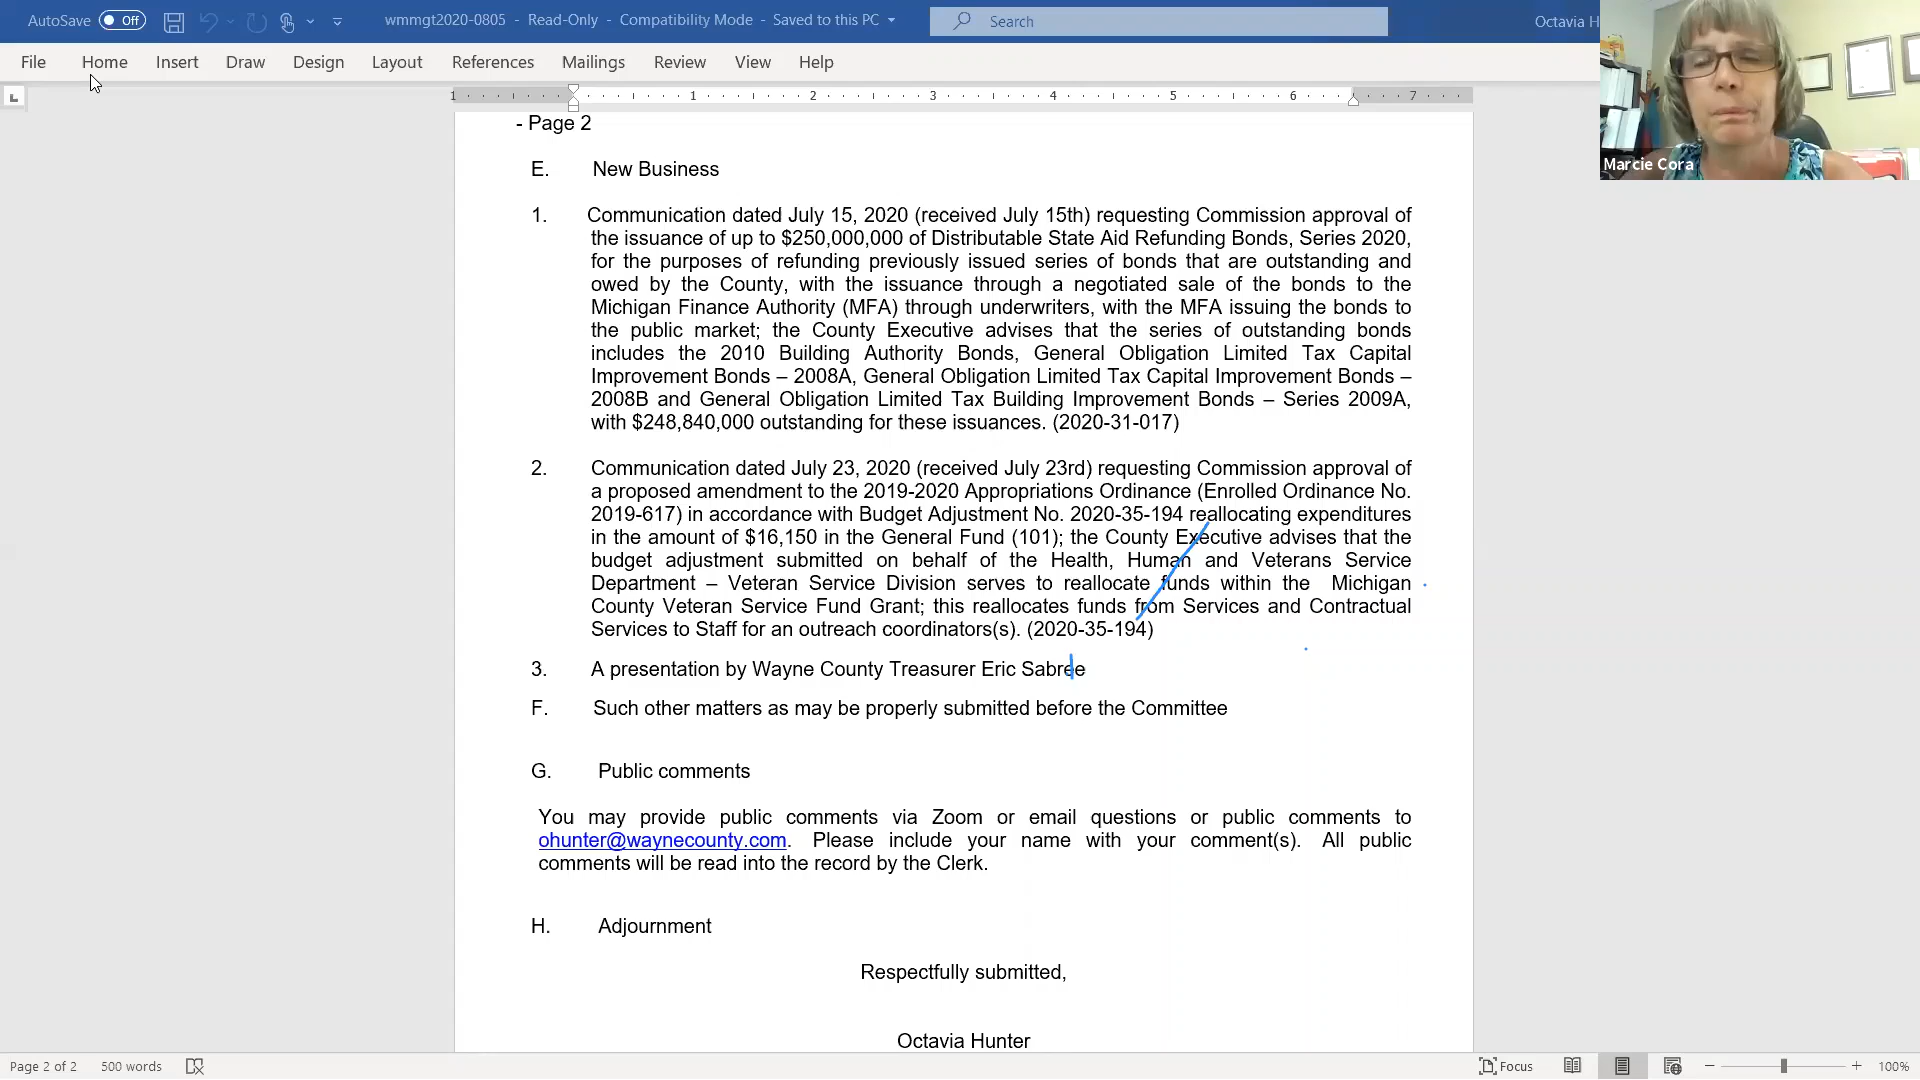 AutoSave Off wmmgt2020-0805 - Read-Only - Compatibility Mode - Saved to this PC Search Octavia H
File Home Insert Draw Design Layout References Mailings Review View Help
1 1 2 3 4 5 6 7
Marcie Cora
- Page 2
E. New Business
1. Communication dated July 15, 2020 (received July 15th) requesting Commission approval of
the issuance of up to $250,000,000 of Distributable State Aid Refunding Bonds, Series 2020,
for the purposes of refunding previously issued series of bonds that are outstanding and
owed by the County, with the issuance through a negotiated sale of the bonds to the
Michigan Finance Authority (MFA) through underwriters, with the MFA issuing the bonds to
the public market; the County Executive advises that the series of outstanding bonds
includes the 2010 Building Authority Bonds, General Obligation Limited Tax Capital
Improvement Bonds – 2008A, General Obligation Limited Tax Capital Improvement Bonds –
2008B and General Obligation Limited Tax Building Improvement Bonds – Series 2009A,
with $248,840,000 outstanding for these issuances. (2020-31-017)
2. Communication dated July 23, 2020 (received July 23rd) requesting Commission approval of
a proposed amendment to the 2019-2020 Appropriations Ordinance (Enrolled Ordinance No.
2019-617) in accordance with Budget Adjustment No. 2020-35-194 reallocating expenditures
in the amount of $16,150 in the General Fund (101); the County Executive advises that the
budget adjustment submitted on behalf of the Health, Human and Veterans Service
Department – Veteran Service Division serves to reallocate funds within the Michigan
County Veteran Service Fund Grant; this reallocates funds from Services and Contractual
Services to Staff for an outreach coordinators(s). (2020-35-194)
3. A presentation by Wayne County Treasurer Eric Sabree
F. Such other matters as may be properly submitted before the Committee
G. Public comments
You may provide public comments via Zoom or email questions or public comments to
ohunter@waynecounty.com. Please include your name with your comment(s). All public
comments will be read into the record by the Clerk.
H. Adjournment
Respectfully submitted,
Octavia Hunter
Page 2 of 2 500 words Focus 100%